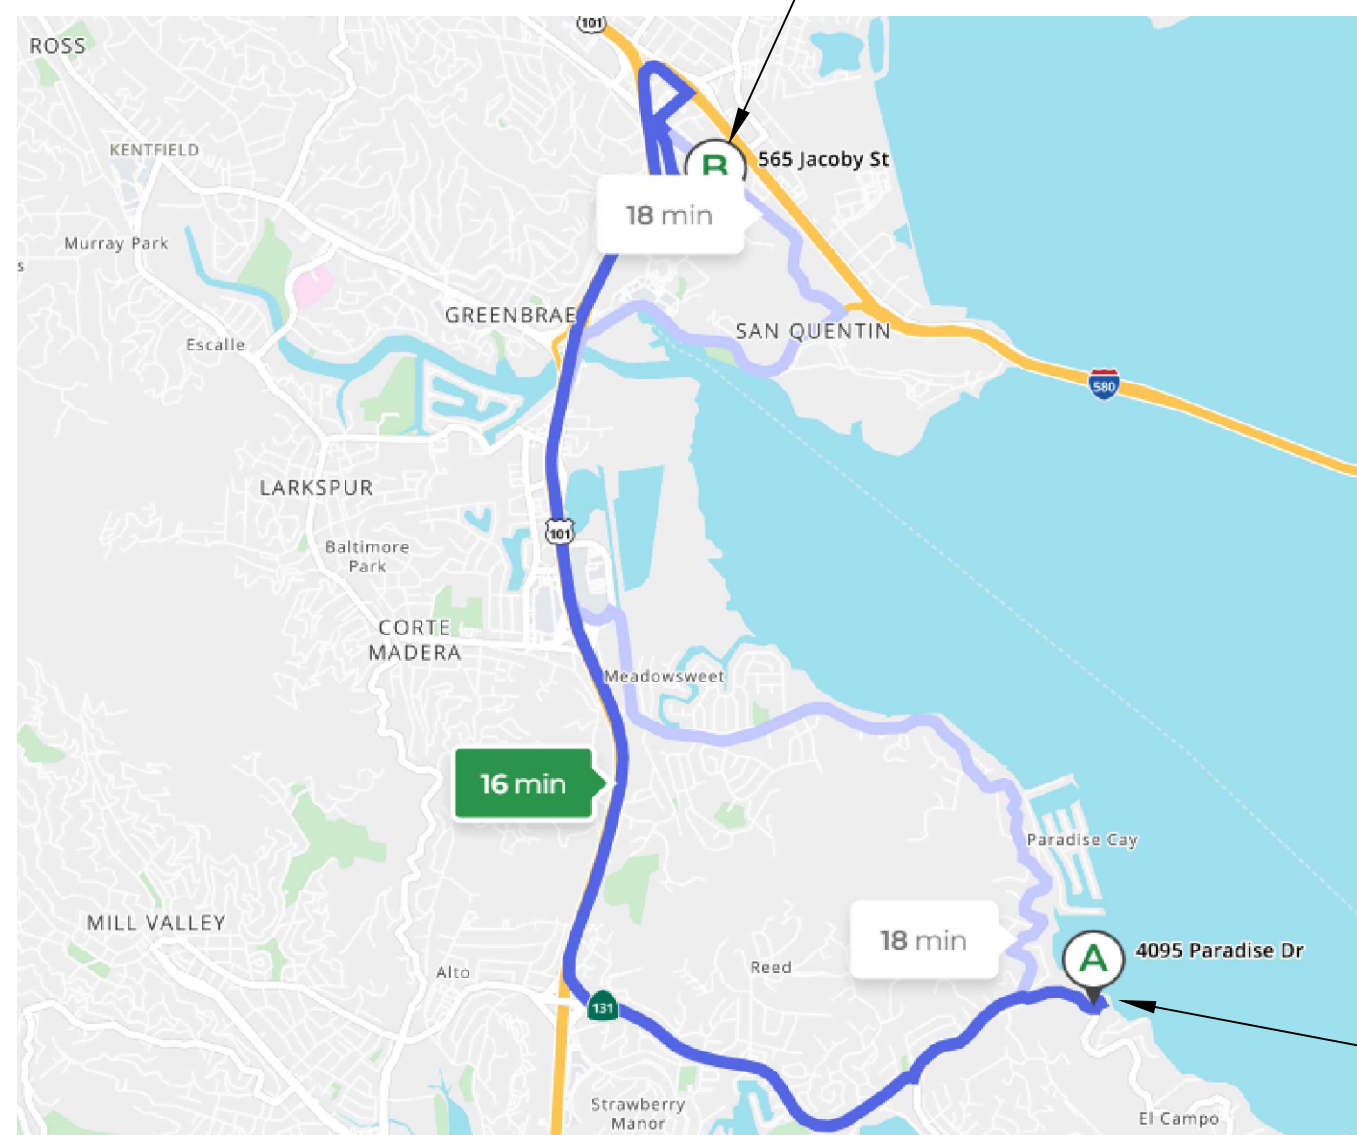 101
ROSS
KENTFIELD
B
565 Jacoby St
18 min
Murray Park
s
GREENBRAE
SAN QUENTIN
Escalle
580
LARKSPUR
101
Baltimore
Park
CORTE
MADERA
Meadowsweet
16 min
Paradise Cay
MILL VALLEY
18 min
A
4095 Paradise Dr
Alto
Reed
131
Strawberry
Manor
El Campo